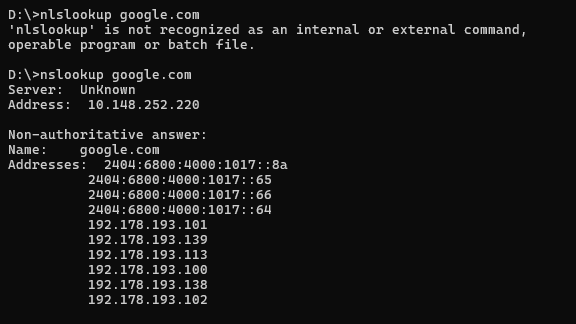 D:\>nlslookup google.com
'nlslookup' is not recognized as an internal or external command,
operable program or batch file.
D:\>nslookup google.com
Server:  UnKnown
Address:  10.148.252.220
Non-authoritative answer:
Name:    google.com
Addresses:  2404:6800:4000:1017::8a
2404:6800:4000:1017::65
2404:6800:4000:1017::66
2404:6800:4000:1017::64
192.178.193.101
192.178.193.139
192.178.193.113
192.178.193.100
192.178.193.138
192.178.193.102